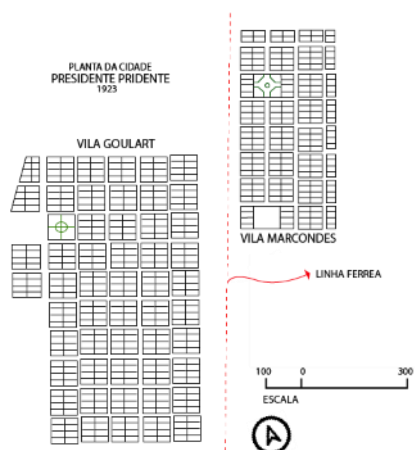 PLANTA DA CIDADE
PRESIDENTE PRIDENTE
1923
VILA GOULART
VILA MARCONDES
LINHA FERREA
100 0 300
ESCALA